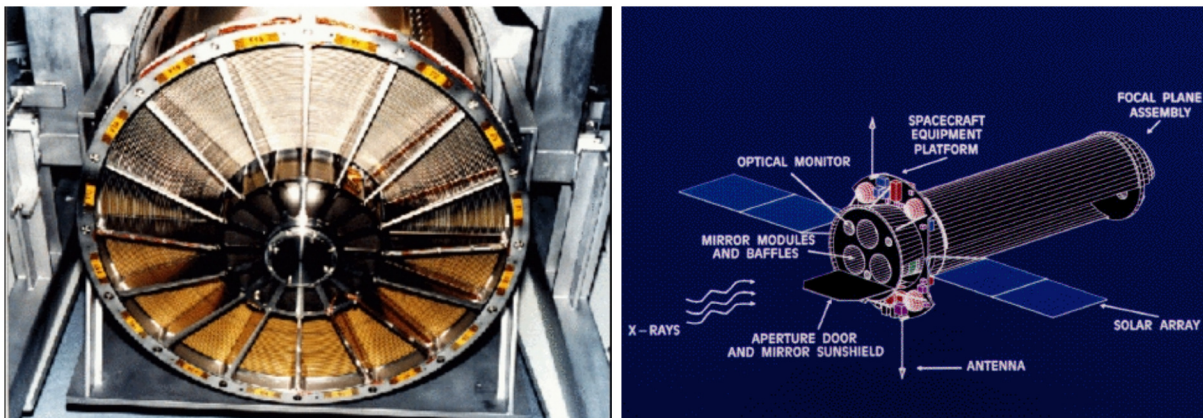 FOCAL PLANE
ASSEMBLY
SPACECRAFT
EQUIPMENT
PLATFORM
OPTICAL MONITOR
MIRROR MODULES
AND BAFFLES
X-RAYS
APERTURE DOOR
AND MIRROR SUNSHIELD
SOLAR ARRAY
ANTENNA